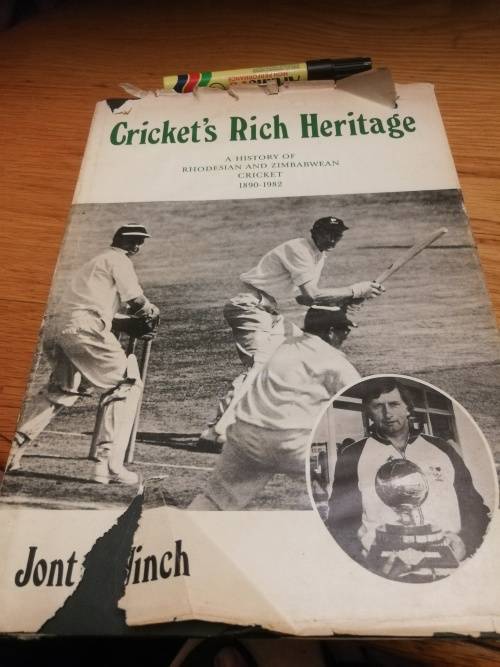 Cricket's Rich Heritage
A HISTORY OF
RHODESIAN AND ZIMBABWEAN
CRICKET
1890-1982
Jont inch